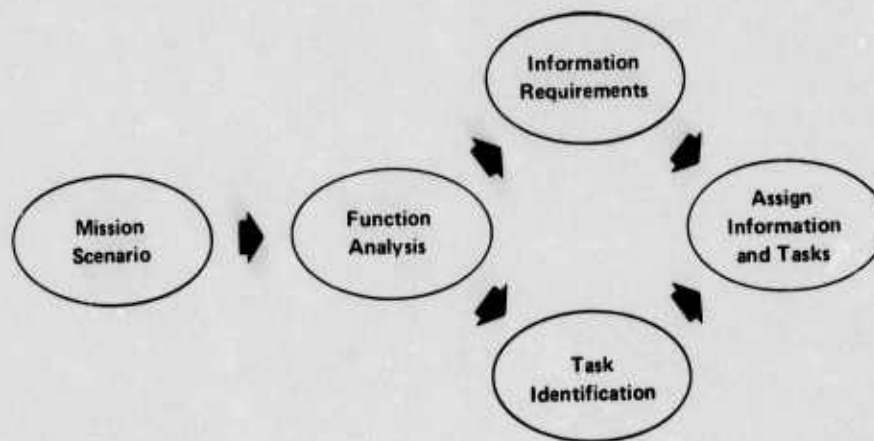 Information
Requirements
Mission
Scenario
Function
Analysis
Assign
Information
and Tasks
Task
Identification